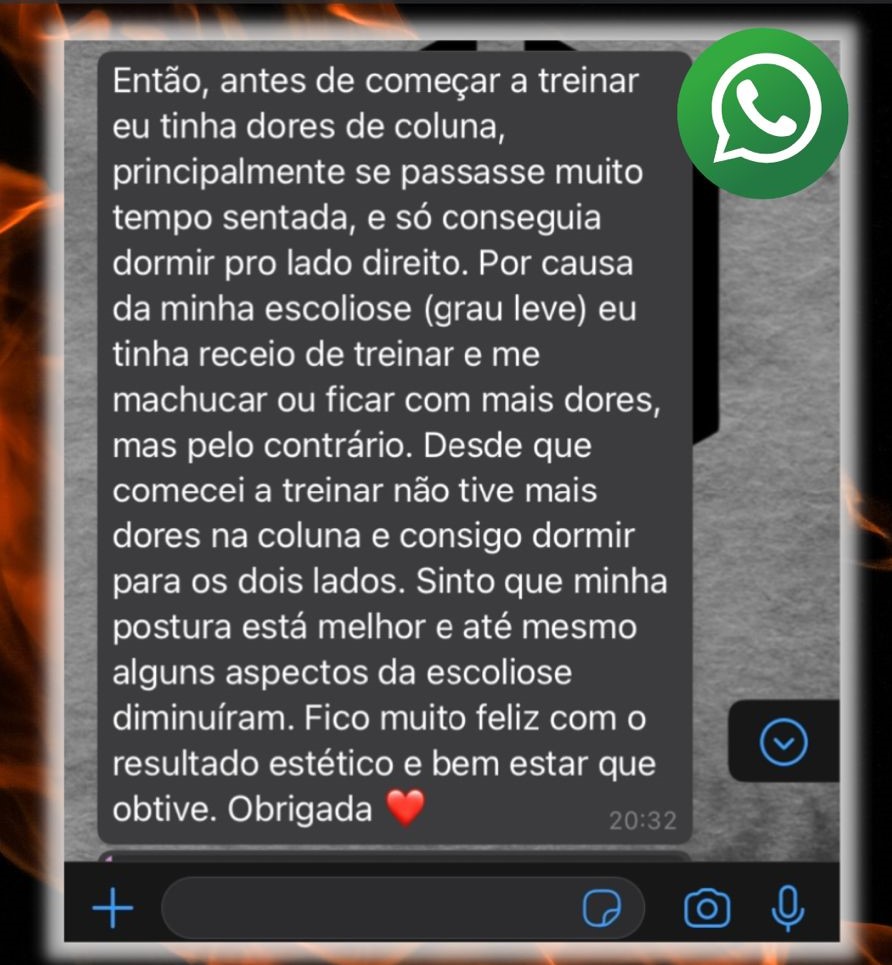 Então, antes de começar a treinar
eu tinha dores de coluna,
principalmente se passasse muito
tempo sentada, e só conseguia
dormir pro lado direito. Por causa
da minha escoliose (grau leve) eu
tinha receio de treinar e me
machucar ou ficar com mais dores,
mas pelo contrário. Desde que
comecei a treinar não tive mais
dores na coluna e consigo dormir
para os dois lados. Sinto que minha
postura está melhor e até mesmo
alguns aspectos da escoliose
diminuíram. Fico muito feliz com o
resultado estético e bem estar que
obtive. Obrigada ❤️
20:32